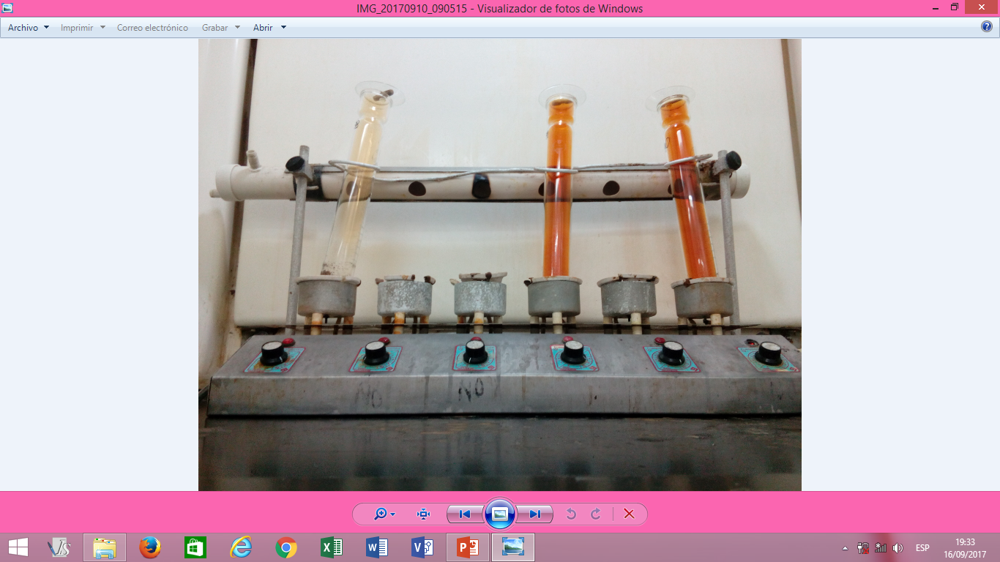 IMG_20170910_090515 - Visualizador de fotos de Windows
Archivo Imprimir Correo electrónico Grabar Abrir
NO
NO
ESP
19:33
16/09/2017